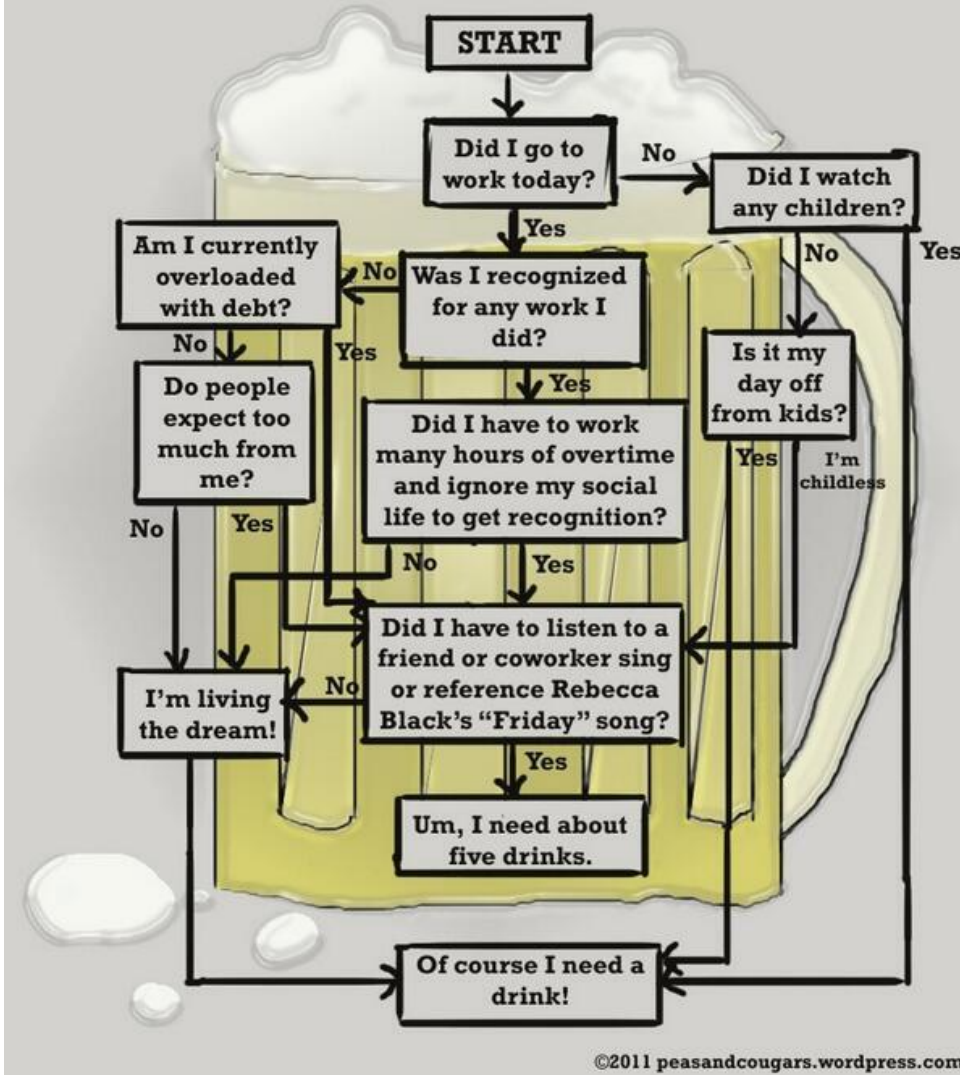 START
Did I go to
work today?
No
Did I watch
any children?
Yes
Am I currently
overloaded
with debt?
No
Was I recognized
for any work I
did?
No
Yes
No
Yes
Do people
expect too
much from
me?
Yes
Is it my
day off
from kids?
Did I have to work
many hours of overtime
and ignore my social
life to get recognition?
Yes
I'm
childless
No
Yes
No
Yes
Did I have to listen to a
friend or coworker sing
or reference Rebecca
Black's “Friday” song?
I'm living
the dream!
No
Yes
Um, I need about
five drinks.
Of course I need a
drink!
©2011 peasandcougars.wordpress.com